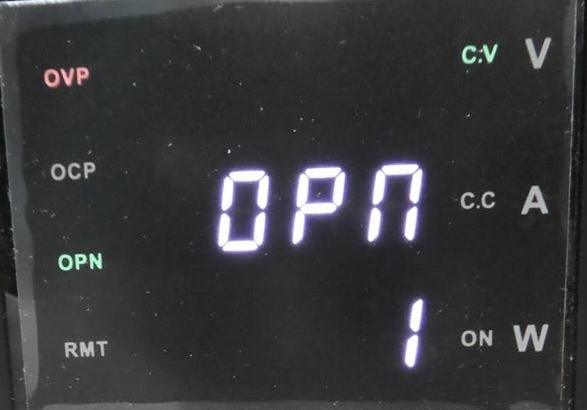 OVP C:V V
OCP OPN C.C A
OPN
RMT 1 ON W